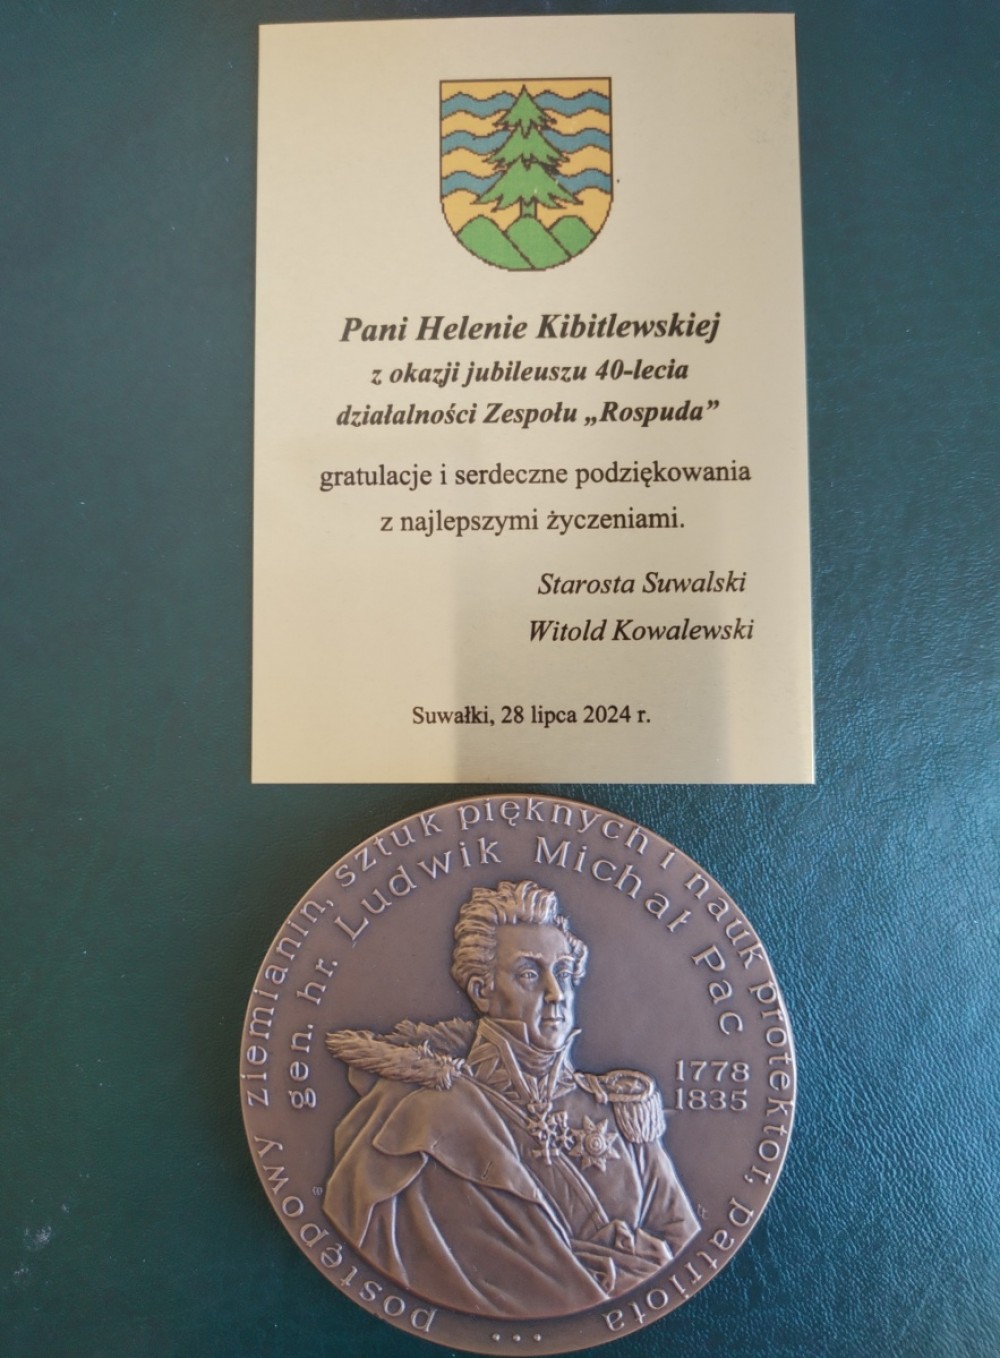 Pani Helenie Kibitlewskiej
z okazji jubileuszu 40-lecia
działalności Zespołu „Rospuda”
gratulacje i serdeczne podziękowania
z najlepszymi życzeniami.
Starosta Suwalski
Witold Kowalewski
Suwałki, 28 lipca 2024 r.
postępowy ziemianin, sztuk pięknych i nauk protektor, patriota ...
gen. hr. Ludwik Michał Pac
1778
1835